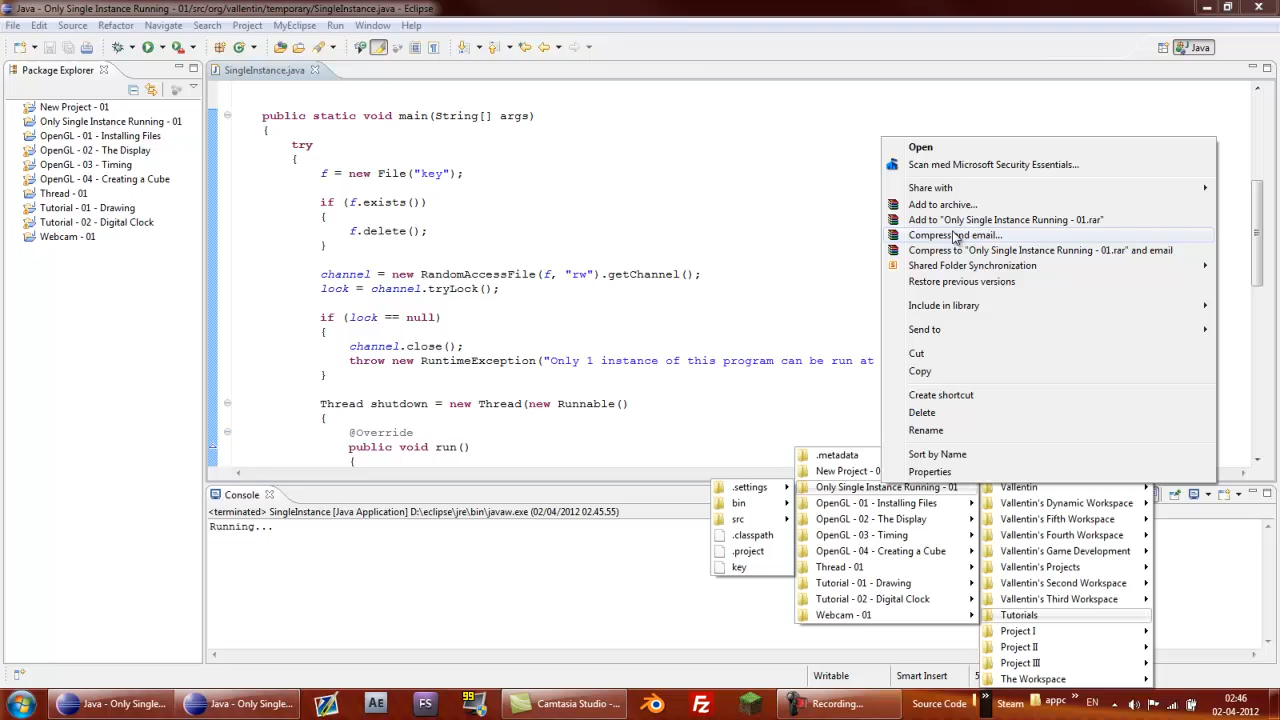 Java - Only Single Instance Running - 01/src/org/vallentin/temporary/SingleInstance.java - Eclipse
File Edit Source Refactor Navigate Search Project MyEclipse Run Window Help
Java
Package Explorer
New Project - 01
Only Single Instance Running - 01
OpenGL - 01 - Installing Files
OpenGL - 02 - The Display
OpenGL - 03 - Timing
OpenGL - 04 - Creating a Cube
Thread - 01
Tutorial - 01 - Drawing
Tutorial - 02 - Digital Clock
Webcam - 01
SingleInstance.java
public static void main(String[] args)
{
try
{
f = new File("key");
if (f.exists())
{
f.delete();
}
channel = new RandomAccessFile(f, "rw").getChannel();
lock = channel.tryLock();
if (lock == null)
{
channel.close();
throw new RuntimeException("Only 1 instance of this program can be run at
}
Thread shutdown = new Thread(new Runnable()
{
@Override
public void run()
{
Open
Scan med Microsoft Security Essentials...
Share with
Add to archive...
Add to "Only Single Instance Running - 01.rar"
Compress and email...
Compress to "Only Single Instance Running - 01.rar" and email
Shared Folder Synchronization
Restore previous versions
Include in library
Send to
Cut
Copy
Create shortcut
Delete
Rename
Sort by Name
Properties
.metadata
New Project - 0
Only Single Instance Running - 01
OpenGL - 01 - Installing Files
OpenGL - 02 - The Display
OpenGL - 03 - Timing
OpenGL - 04 - Creating a Cube
Thread - 01
Tutorial - 01 - Drawing
Tutorial - 02 - Digital Clock
Webcam - 01
.settings
bin
src
.classpath
.project
key
Vallentin
Vallentin's Dynamic Workspace
Vallentin's Fifth Workspace
Vallentin's Fourth Workspace
Vallentin's Game Development
Vallentin's Projects
Vallentin's Second Workspace
Vallentin's Third Workspace
Tutorials
Project I
Project II
Project III
The Workspace
Console
<terminated> SingleInstance [Java Application] D:\eclipse\jre\bin\javaw.exe (02/04/2012 02.45.55)
Running...
Writable Smart Insert 5
Java - Only Single... Java - Only Single... Ae FS 99 Camtasia Studio - ... Fz Recording... Source Code Steam appc EN
02:46
02-04-2012